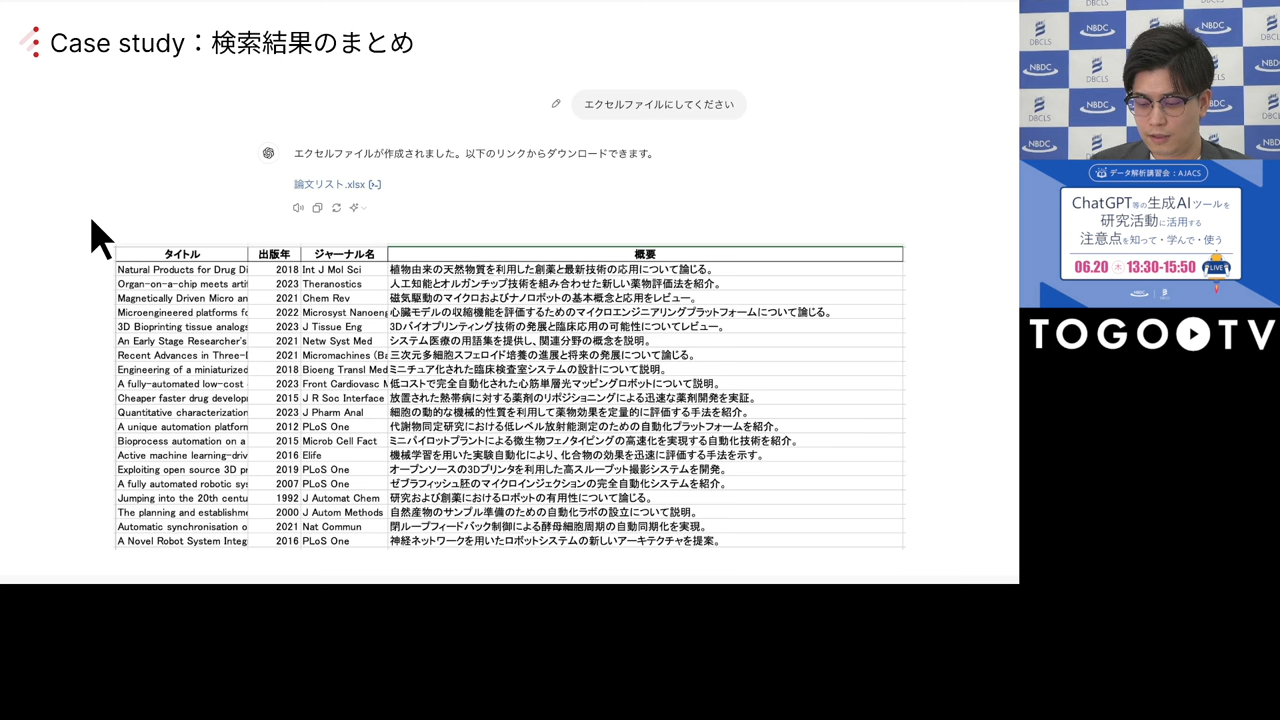 Case study：検索結果のまとめ
エクセルファイルにしてください
エクセルファイルが作成されました。以下のリンクからダウンロードできます。
論文リスト.xlsx [>-]
タイトル 出版年 ジャーナル名 概要
Natural Products for Drug Di 2018 Int J Mol Sci 植物由来の天然物質を利用した創薬と最新技術の応用について論じる。
Organ-on-a-chip meets arti 2023 Theranostics 人工知能とオルガンチップ技術を組み合わせた新しい薬物評価法を紹介。
Magnetically Driven Micro an 2021 Chem Rev 磁気駆動のマイクロおよびナノロボットの基本概念と応用をレビュー。
Microengineered platforms fo 2022 Microsyst Nanoeng 心臓モデルの収縮機能を評価するためのマイクロエンジニアリングプラットフォームについて論じる。
3D Bioprinting tissue analogs 2023 J Tissue Eng 3Dバイオプリンティング技術の発展と臨床応用の可能性についてレビュー。
An Early Stage Researcher's 2021 Netw Syst Med システム医療の用語集を提供し、関連分野の概念を説明。
Recent Advances in Three-D 2021 Micromachines (Ba 三次元多細胞スフェロイド培養の進展と将来の発展について論じる。
Engineering of a miniaturized 2018 Bioeng Transl Med ミニチュア化された臨床検査室システムの設計について説明。
A fully-automated low-cost 2023 Front Cardiovasc M 低コストで完全自動化された心筋単層光マッピングロボットについて説明。
Cheaper faster drug develop 2015 J R Soc Interface 放置された熱帯病に対する薬剤のリポジショニングによる迅速な薬剤開発を実証。
Quantitative characterization 2023 J Pharm Anal 細胞の動的な機械的性質を利用して薬物効果を定量的に評価する手法を紹介。
A unique automation platform 2012 PLoS One 代謝物同定研究における低レベル放射能測定のための自動化プラットフォームを紹介。
Bioprocess automation on a 2015 Microb Cell Fact ミニパイロットプラントによる微生物フェノタイピングの高速化を実現する自動化技術を紹介。
Active machine learning-driv 2016 Elife 機械学習を用いた実験自動化により、化合物の効果を迅速に評価する手法を示す。
Exploiting open source 3D pr 2019 PLoS One オープンソースの3Dプリンタを利用した高スループット撮影システムを開発。
A fully automated robotic sys 2007 PLoS One ゼブラフィッシュ胚のマイクロインジェクションの完全自動化システムを紹介。
Jumping into the 20th centu 1992 J Automat Chem 研究および創薬におけるロボットの有用性について論じる。
The planning and establishme 2000 J Autom Methods 自然産物のサンプル準備のための自動化ラボの設立について説明。
Automatic synchronisation o 2021 Nat Commun 閉ループフィードバック制御による酵母細胞周期の自動同期化を実現。
A Novel Robot System Integ 2016 PLoS One 神経ネットワークを用いたロボットシステムの新しいアーキテクチャを提案。
NBDC
DBCLS
データ解析講習会：AJACS
ChatGPT等の生成AIツールを
研究活動に活用する
注意点を知って・学んで・使う
06.20 木 13:30-15:50 LIVE
TOGO TV